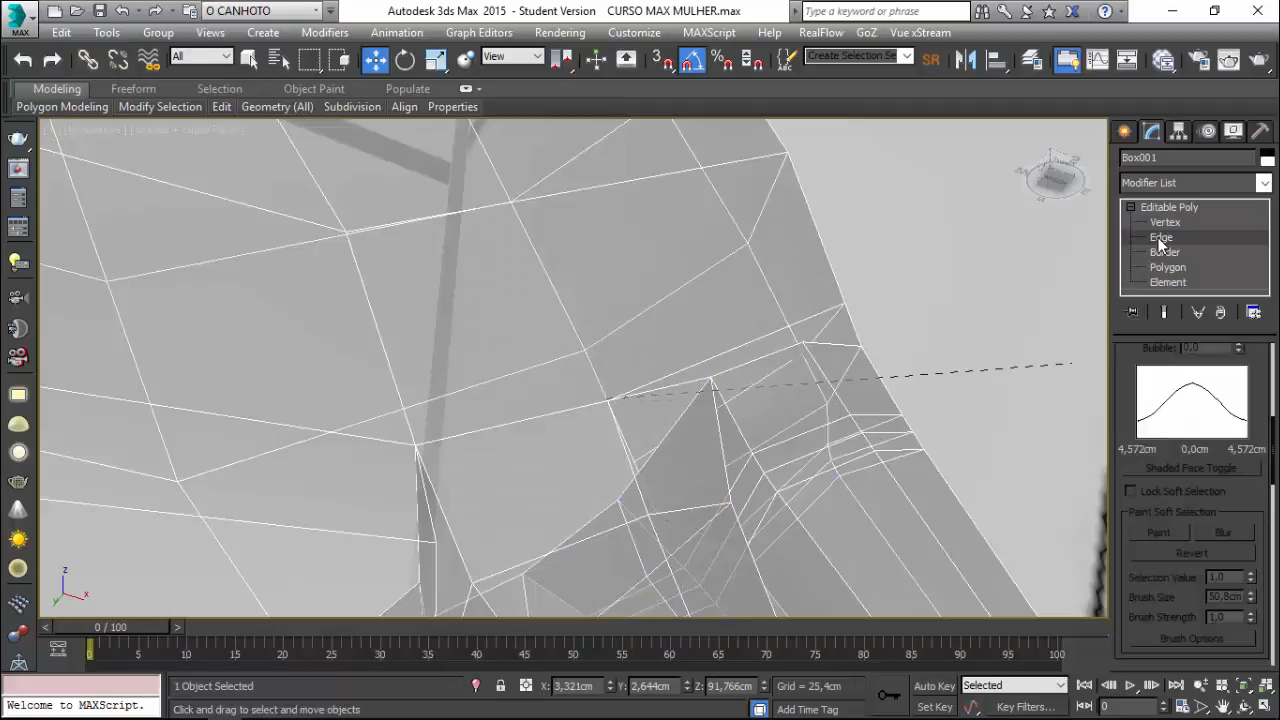 MAX
O CANHOTO
Autodesk 3ds Max 2015 - Student Version
CURSO MAX MULHER.max
Type a keyword or phrase
Edit
Tools
Group
Views
Create
Modifiers
Animation
Graph Editors
Rendering
Customize
MAXScript
Help
RealFlow
GoZ
Vue xStream
All
View
3
Create Selection Se
SR
Modeling
Freeform
Selection
Object Paint
Populate
Polygon Modeling
Modify Selection
Edit
Geometry (All)
Subdivision
Align
Properties
Box001
Modifier List
Editable Poly
Vertex
Edge
Border
Polygon
Element
Bubble: 0,0
4,572cm 0,0cm 4,572cm
Shaded Face Toggle
Lock Soft Selection
Paint Soft Selection
Paint
Blur
Revert
Selection Value 1,0
Brush Size 50,8cm
Brush Strength 1,0
Brush Options
z
x
y
< 0 / 100 >
0 5 10 15 20 25 30 35 40 45 50 55 60 65 70 75 80 85 90 95 100
1 Object Selected
X: 3,321cm
Y: 2,644cm
Z: 91,766cm
Grid = 25,4cm
Auto Key
Selected
Welcome to MAXScript.
Click and drag to select and move objects
Add Time Tag
Set Key
Key Filters...
0